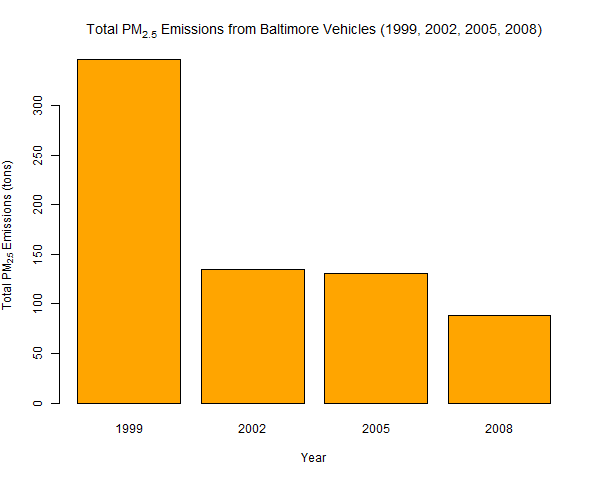 Total PM2.5 Emissions from Baltimore Vehicles (1999, 2002, 2005, 2008)
Total PM2.5 Emissions (tons)
300
250
200
150
100
50
0
1999 2002 2005 2008
Year